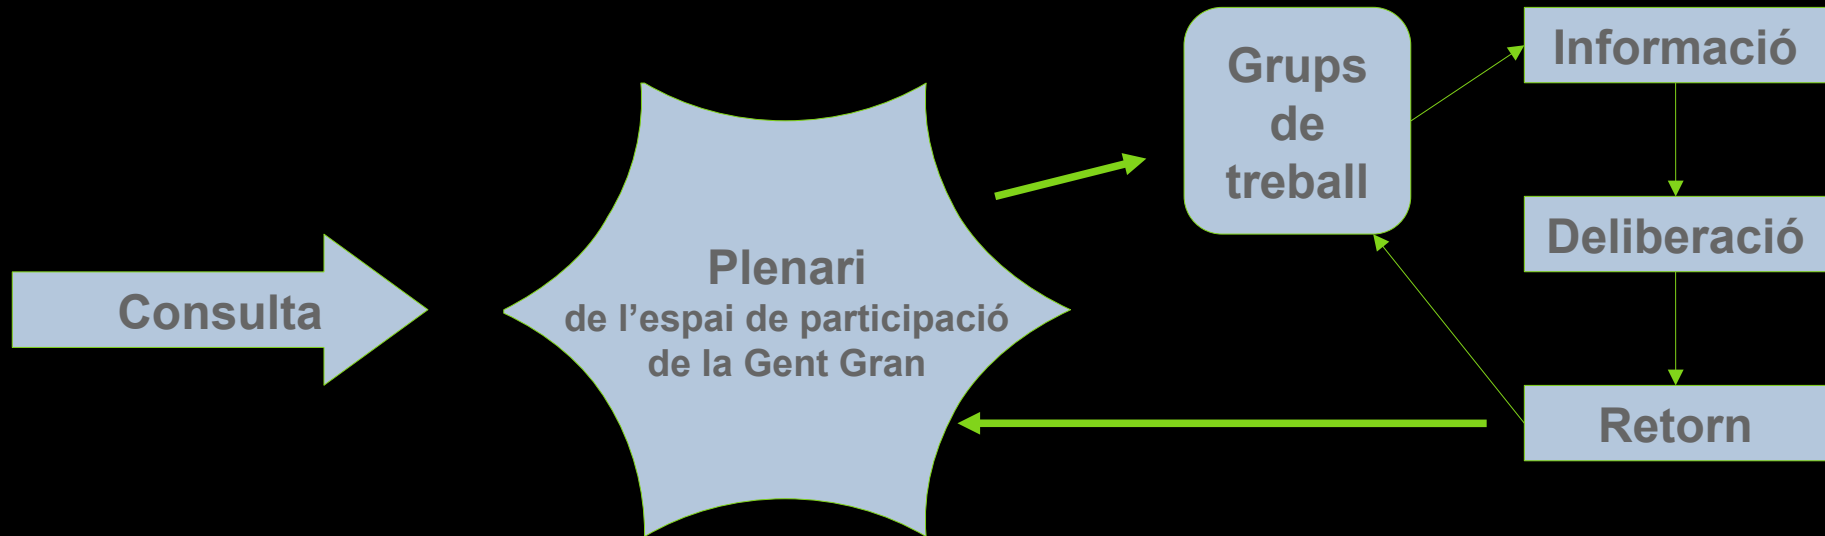 Consulta
Plenari
de l’espai de participació
de la Gent Gran
Grups
de
treball
Informació
Deliberació
Retorn